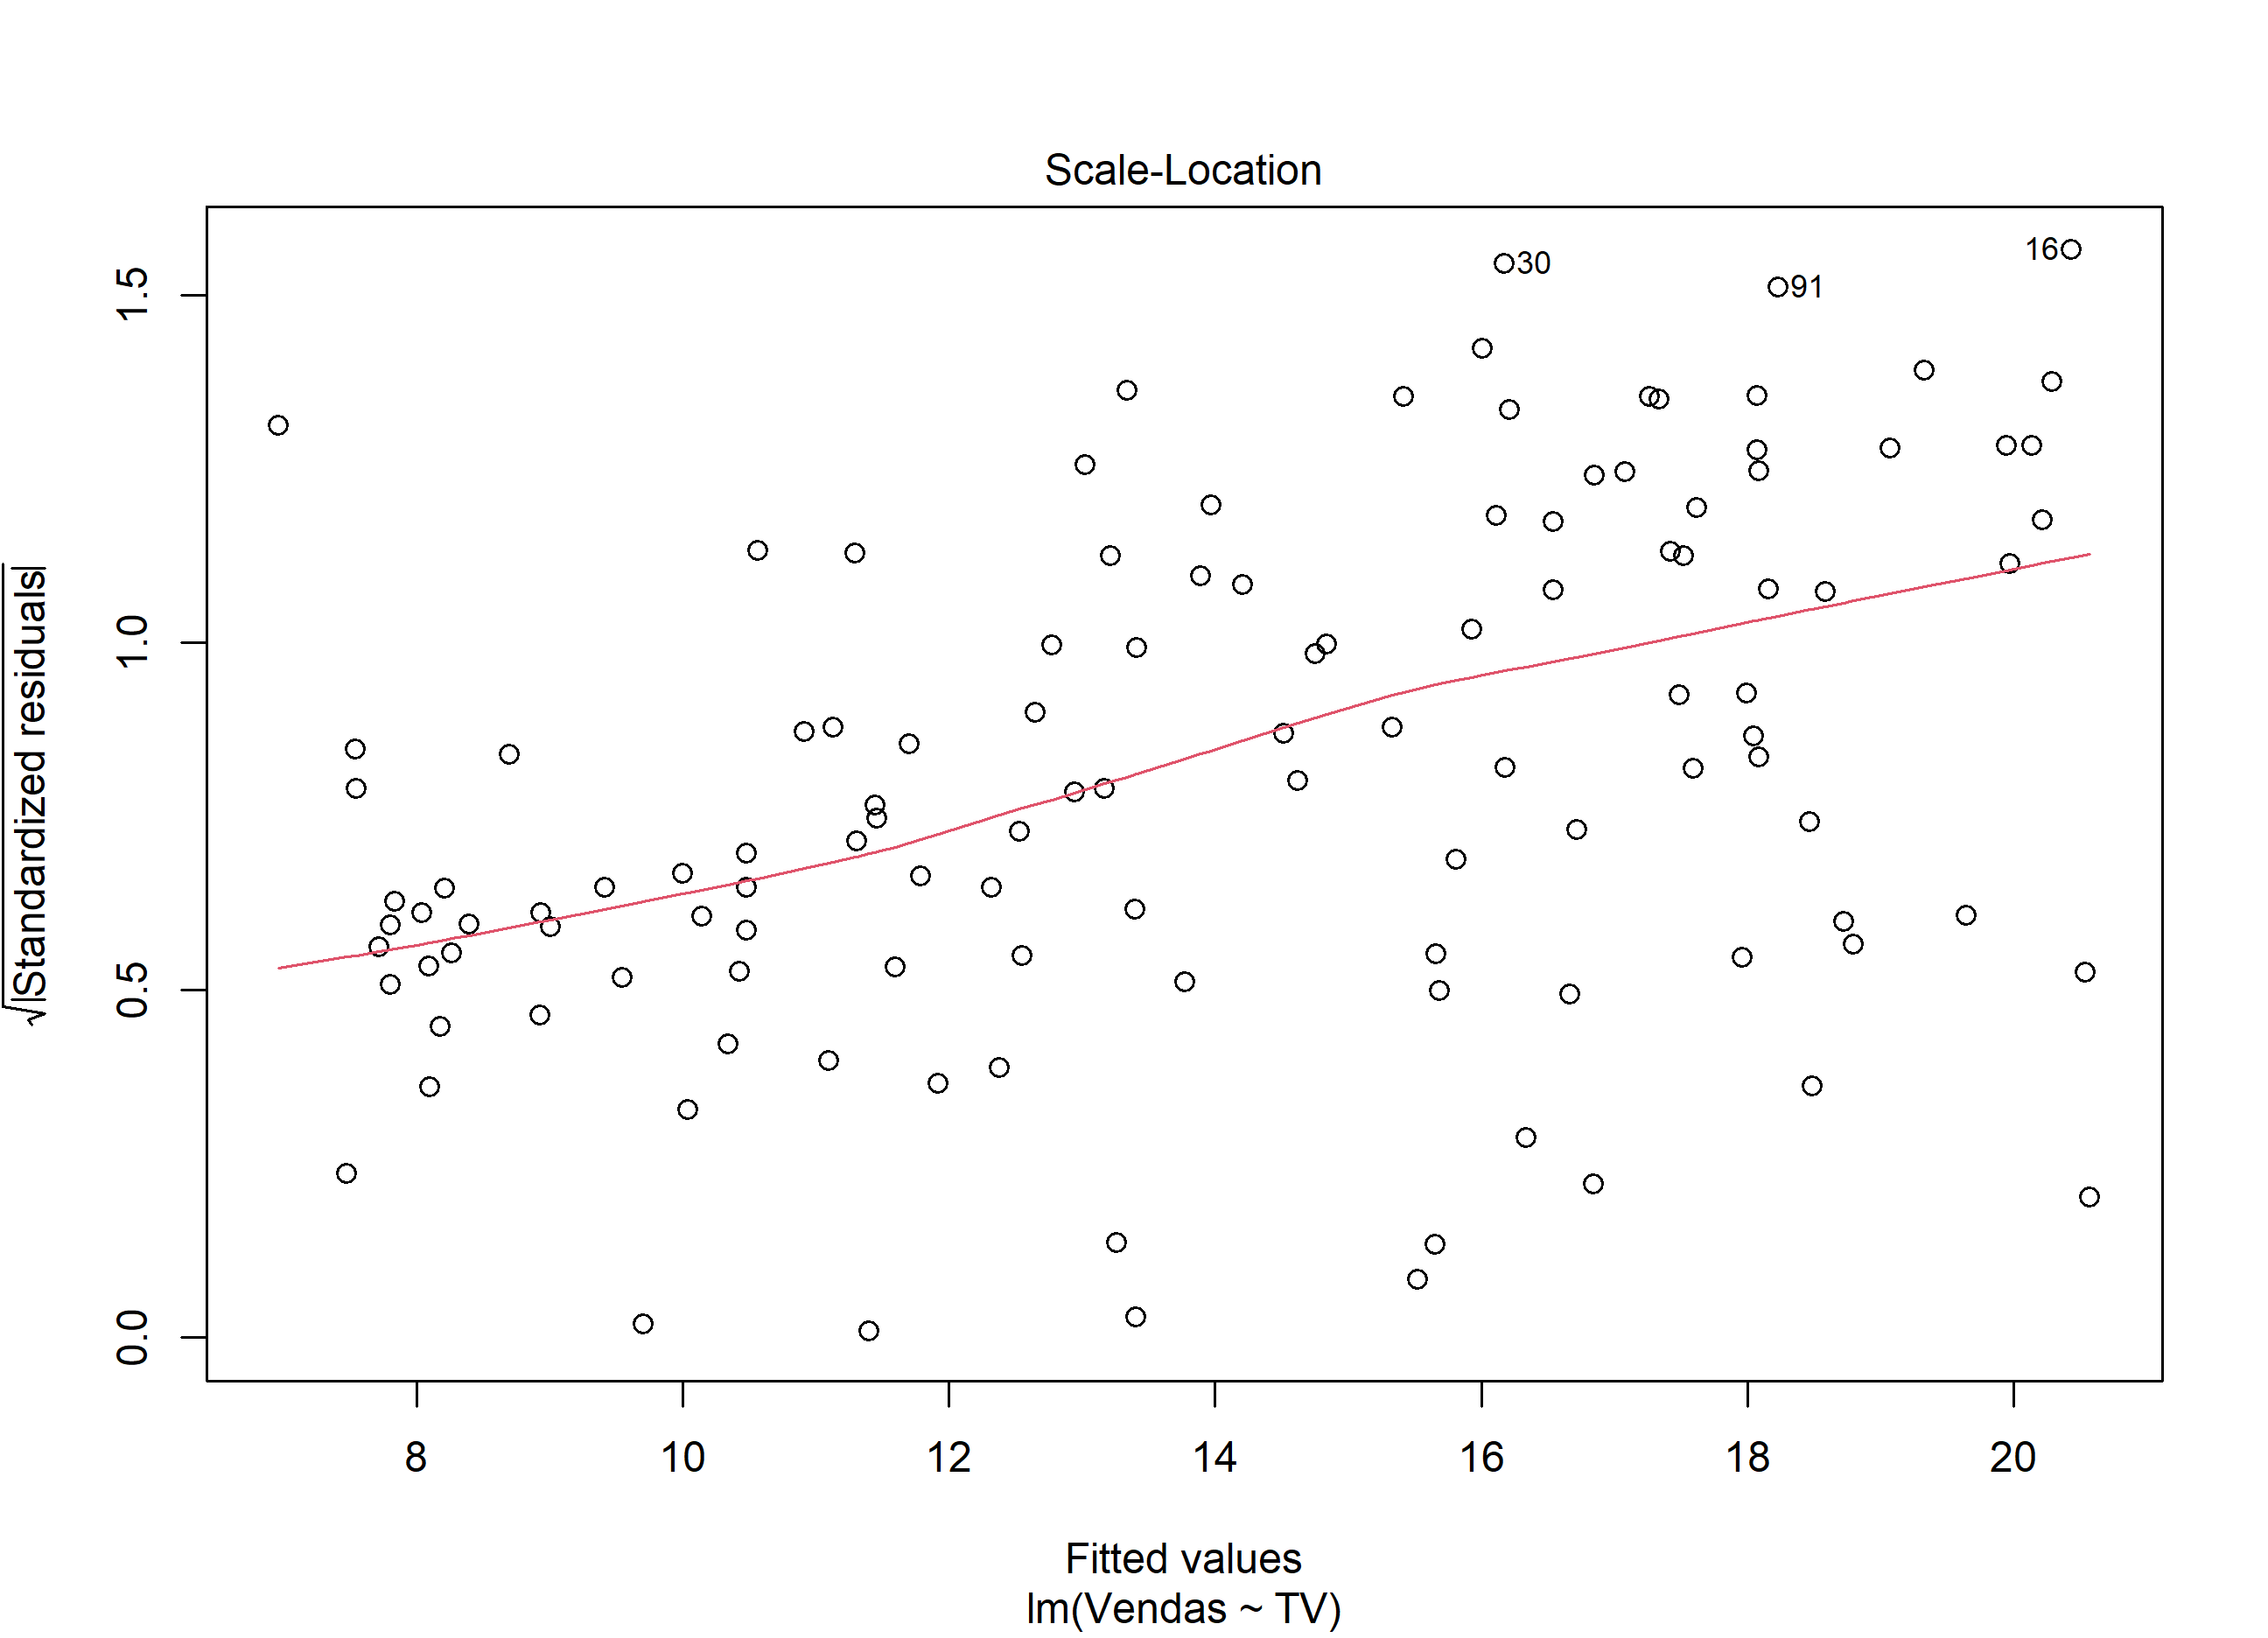 Scale-Location
√|Standardized residuals|
1.5
1.0
0.5
0.0
30
91
16
8 10 12 14 16 18 20
Fitted values
lm(Vendas ~ TV)